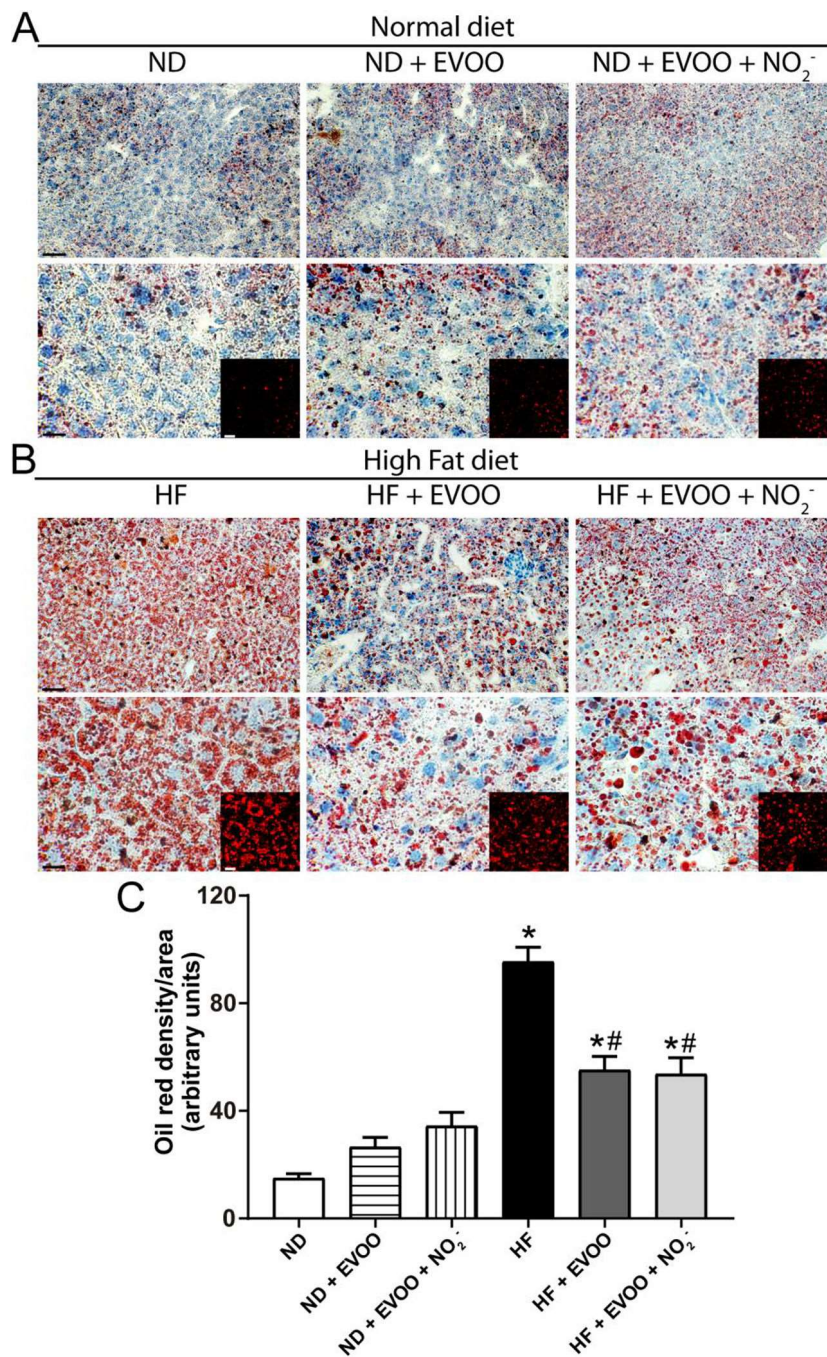 A
Normal diet
ND
ND + EVOO
ND + EVOO + NO₂⁻
B
High Fat diet
HF
HF + EVOO
HF + EVOO + NO₂⁻
C
Oil red density/area
(arbitrary units)
120
80
40
0
*
*#
*#
ND
ND + EVOO
ND + EVOO + NO₂⁻
HF
HF + EVOO
HF + EVOO + NO₂⁻